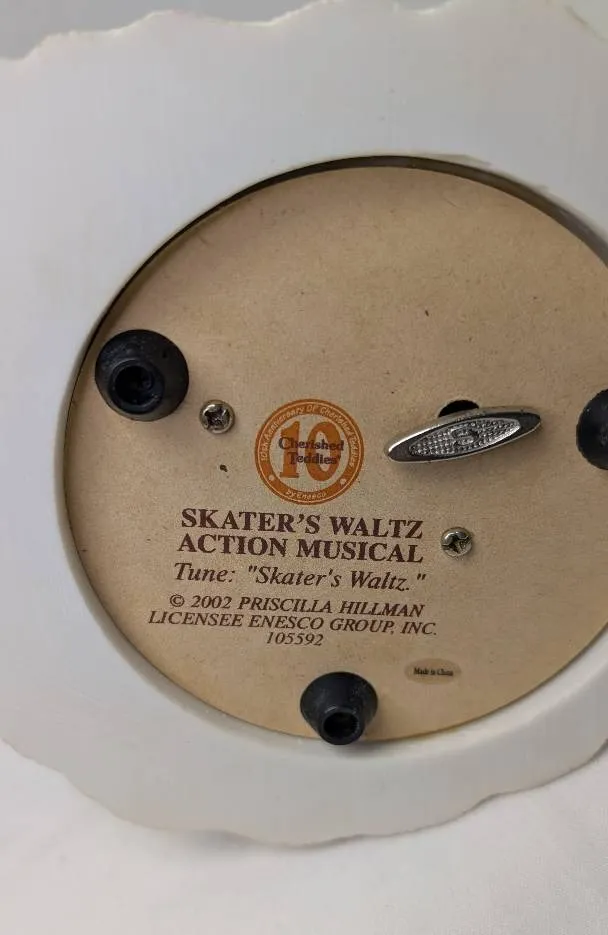 10th Anniversary Of Cherished Teddies
10
Cherished
Teddies®
by Enesco
S
SKATER'S WALTZ
ACTION MUSICAL
Tune: "Skater's Waltz."
© 2002 PRISCILLA HILLMAN
LICENSEE ENESCO GROUP, INC.
105592
Made in China